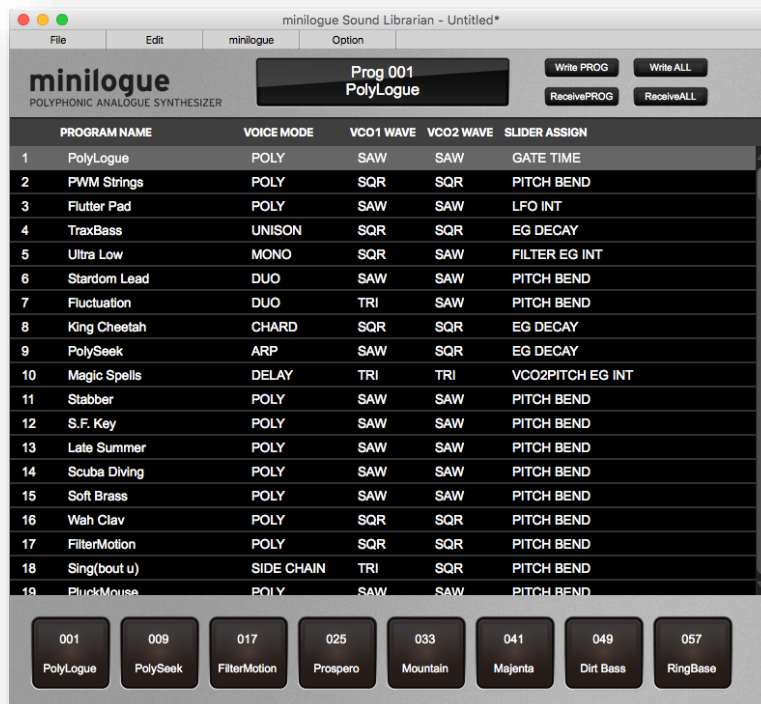 minilogue Sound Librarian - Untitled*
File Edit minilogue Option
minilogue
POLYPHONIC ANALOGUE SYNTHESIZER
Prog 001
PolyLogue
Write PROG Write ALL
ReceivePROG ReceiveALL
PROGRAM NAME VOICE MODE VCO1 WAVE VCO2 WAVE SLIDER ASSIGN
1 PolyLogue POLY SAW SAW GATE TIME
2 PWM Strings POLY SQR SQR PITCH BEND
3 Flutter Pad POLY SAW SAW LFO INT
4 TraxBass UNISON SQR SQR EG DECAY
5 Ultra Low MONO SQR SAW FILTER EG INT
6 Stardom Lead DUO SAW SAW PITCH BEND
7 Fluctuation DUO TRI SAW PITCH BEND
8 King Cheetah CHARD SQR SQR EG DECAY
9 PolySeek ARP SAW SQR EG DECAY
10 Magic Spells DELAY TRI TRI VCO2PITCH EG INT
11 Stabber POLY SAW SAW PITCH BEND
12 S.F. Key POLY SAW SAW PITCH BEND
13 Late Summer POLY SAW SAW PITCH BEND
14 Scuba Diving POLY SAW SAW PITCH BEND
15 Soft Brass POLY SAW SAW PITCH BEND
16 Wah Clav POLY SQR SQR PITCH BEND
17 FilterMotion POLY SQR SQR PITCH BEND
18 Sing(bout u) SIDE CHAIN TRI SQR PITCH BEND
19 PluckMouse POLY SAW SAW PITCH BEND
001 009 017 025 033 041 049 057
PolyLogue PolySeek FilterMotion Prospero Mountain Majenta Dirt Bass RingBase